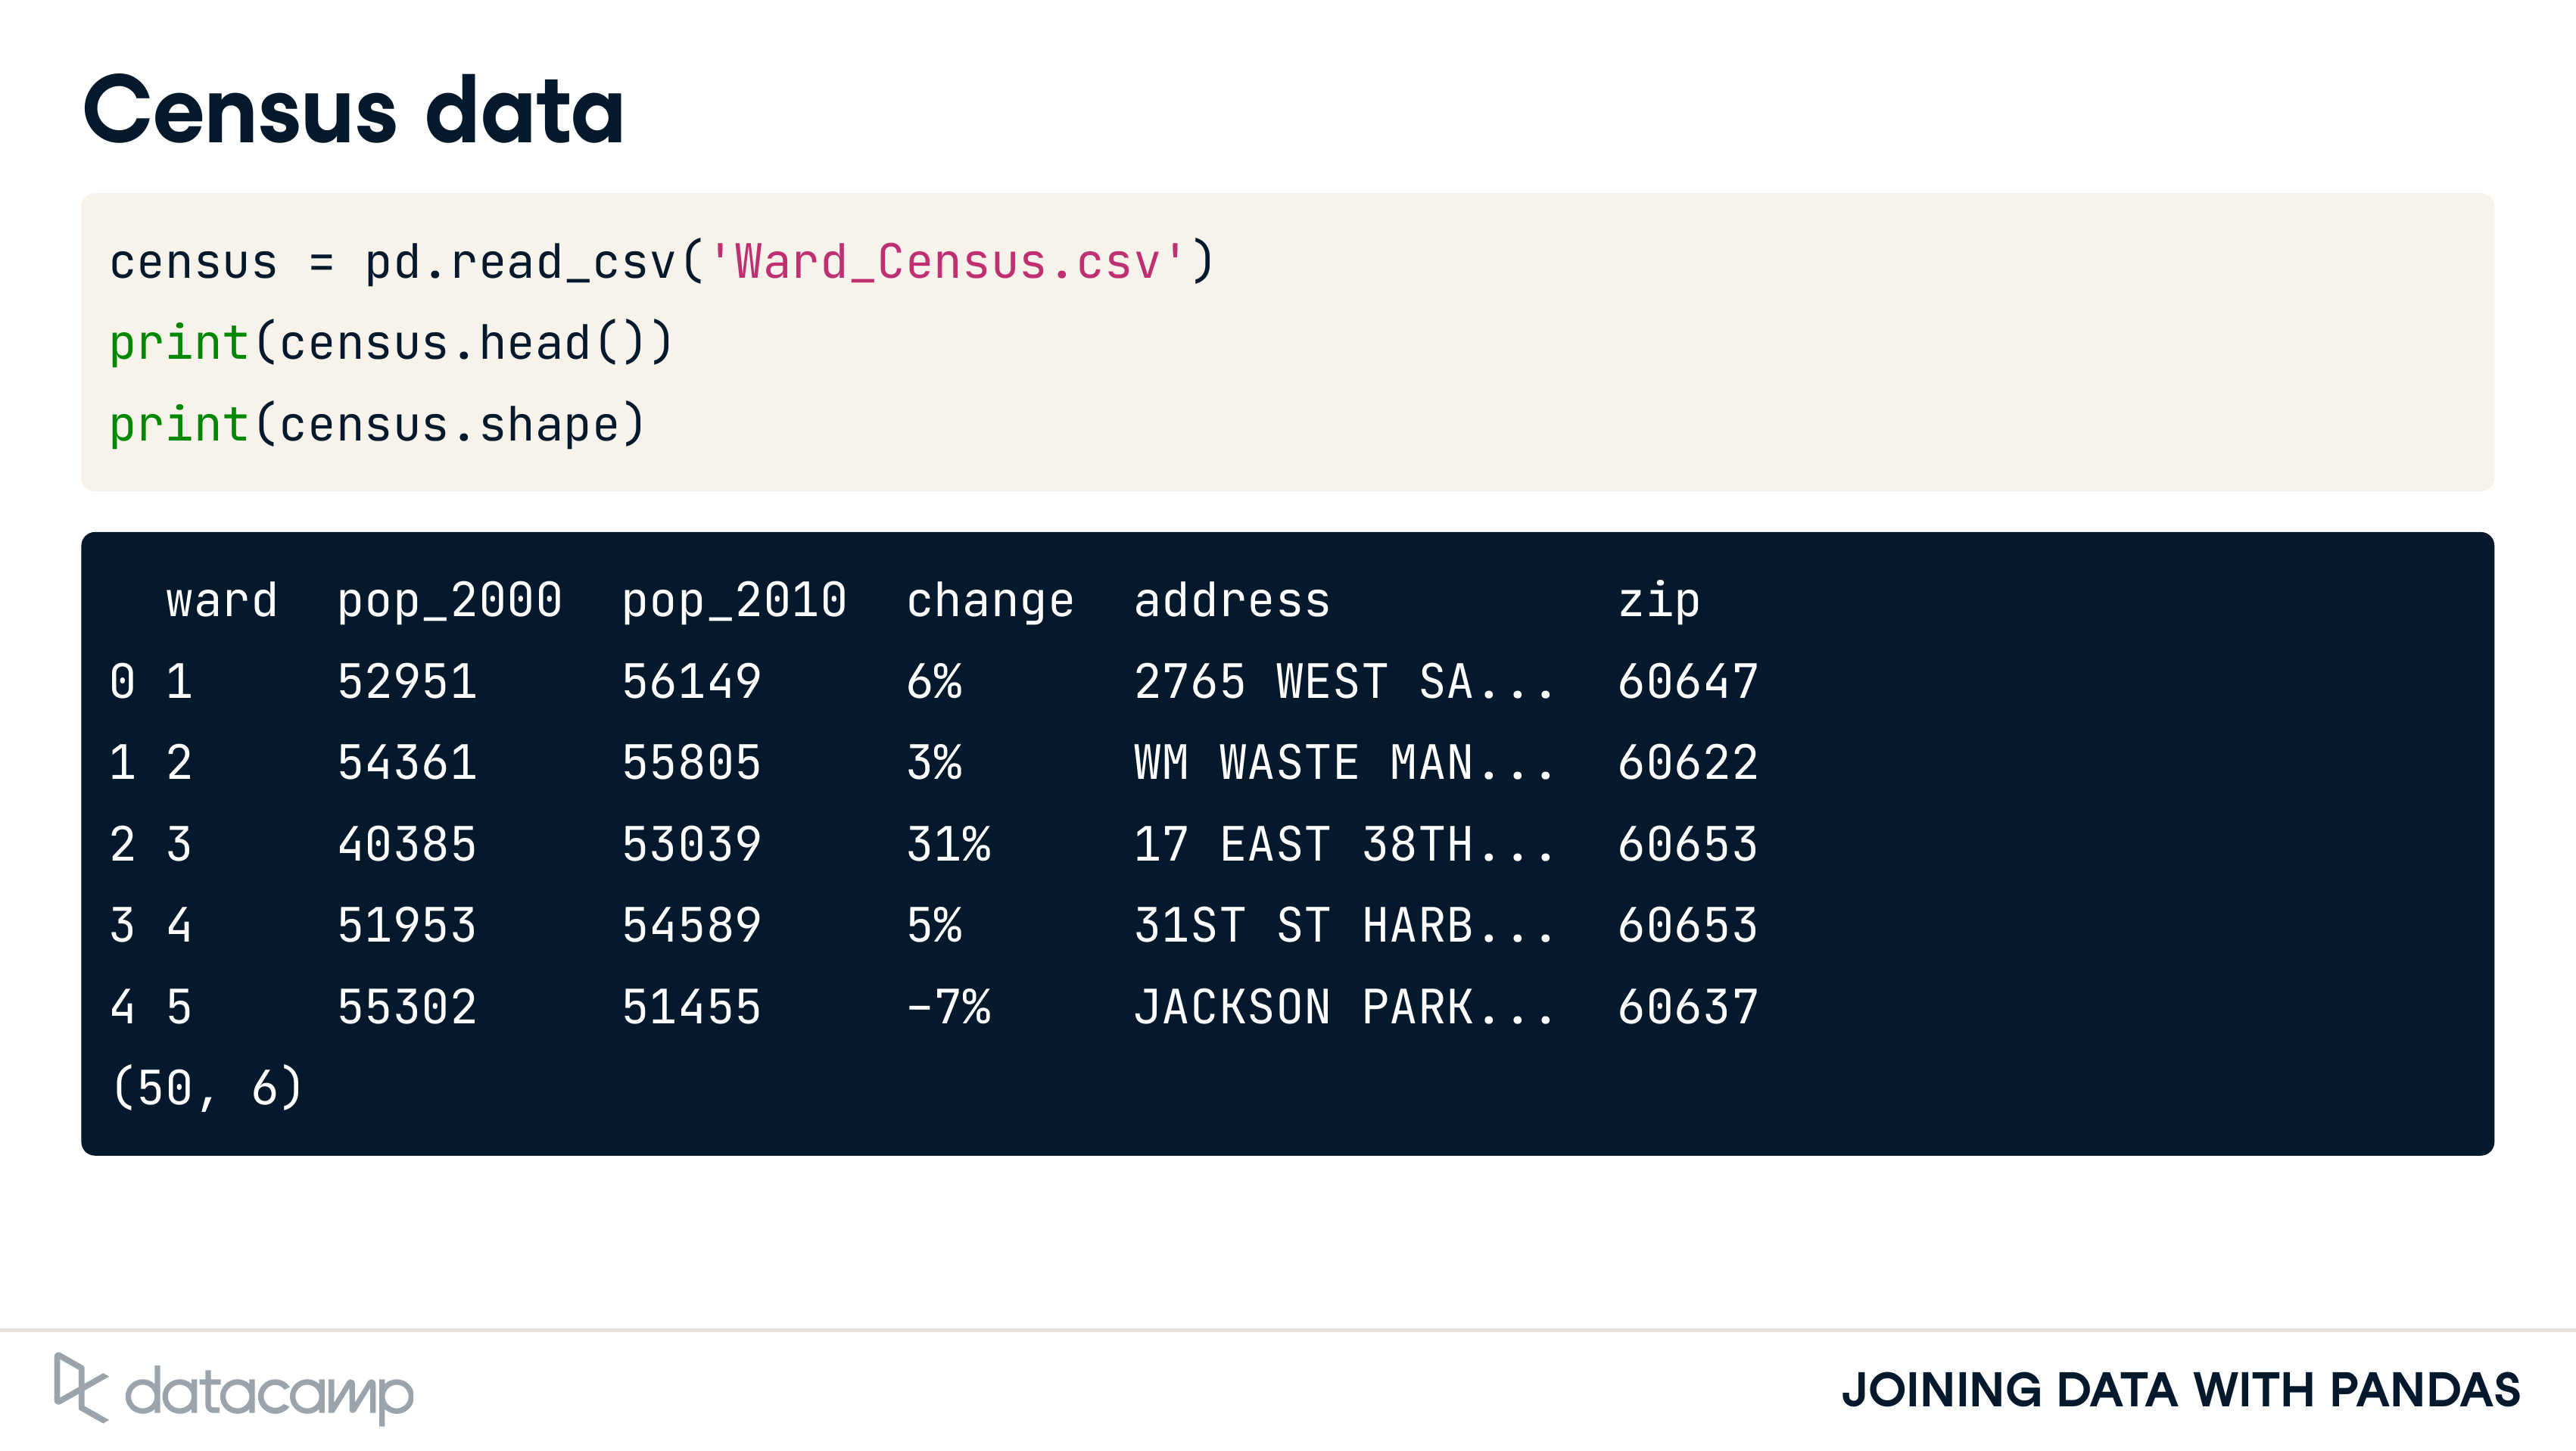 Census data
census = pd.read_csv('Ward_Census.csv')
print(census.head())
print(census.shape)
ward pop_2000 pop_2010 change address zip
0 1 52951 56149 6% 2765 WEST SA... 60647
1 2 54361 55805 3% WM WASTE MAN... 60622
2 3 40385 53039 31% 17 EAST 38TH... 60653
3 4 51953 54589 5% 31ST ST HARB... 60653
4 5 55302 51455 -7% JACKSON PARK... 60637
(50, 6)
datacamp
JOINING DATA WITH PANDAS